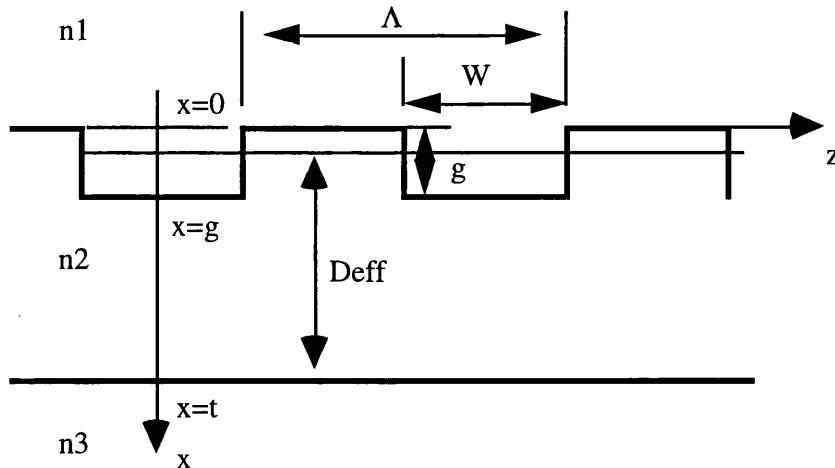 n1
Λ
W
x=0
z
g
x=g
n2
Deff
x=t
n3
x